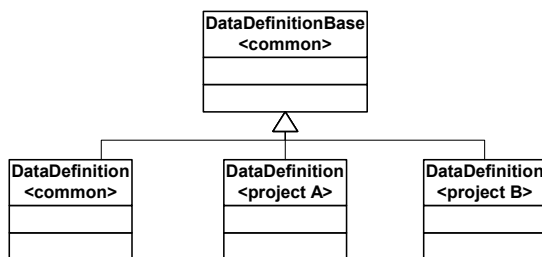 DataDefinitionBase
<common>
DataDefinition
<common>
DataDefinition
<project A>
DataDefinition
<project B>